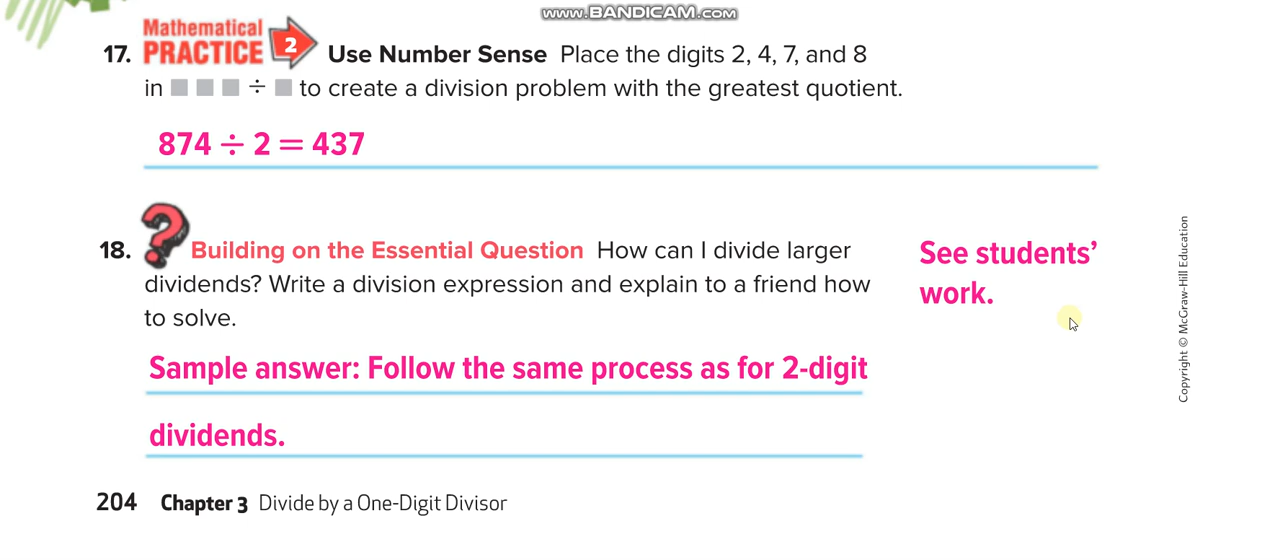 www.BANDICAM.com
Mathematical
PRACTICE 2
17. Use Number Sense Place the digits 2, 4, 7, and 8
in ■ ■ ■ ÷ ■ to create a division problem with the greatest quotient.
874 ÷ 2 = 437
18. Building on the Essential Question How can I divide larger
dividends? Write a division expression and explain to a friend how
to solve.
See students'
work.
Sample answer: Follow the same process as for 2-digit
dividends.
Copyright © McGraw-Hill Education
204 Chapter 3 Divide by a One-Digit Divisor